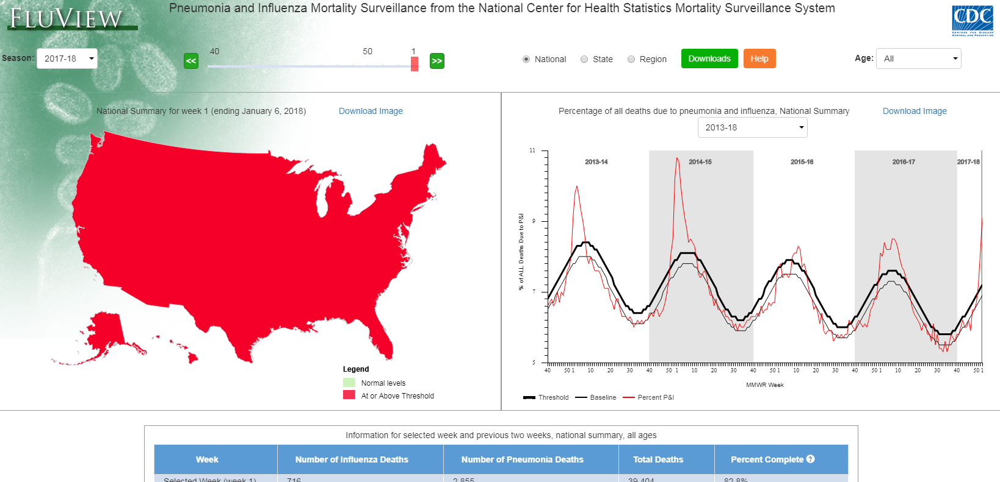 FLUVIEW
Pneumonia and Influenza Mortality Surveillance from the National Center for Health Statistics Mortality Surveillance System
CDC
CENTERS FOR DISEASE
CONTROL AND PREVENTION
Season: 2017-18
<<
40 50 1
>>
National State Region
Downloads Help
Age: All
National Summary for week 1 (ending January 6, 2018) Download Image
Legend
Normal levels
At or Above Threshold
Percentage of all deaths due to pneumonia and influenza, National Summary Download Image
2013-18
11
9
7
5
% of ALL Deaths Due to P&I
2013-14 2014-15 2015-16 2016-17 2017-18
40 50 1 10 20 30 40 50 1 10 20 30 40 50 1 10 20 30 40 50 1 10 20 30 40 50 1
MMWR Week
Threshold Baseline Percent P&I
Information for selected week and previous two weeks, national summary, all ages
Week Number of Influenza Deaths Number of Pneumonia Deaths Total Deaths Percent Complete ?
Selected Week (week 1) 716 2,855 39,404 82.8%